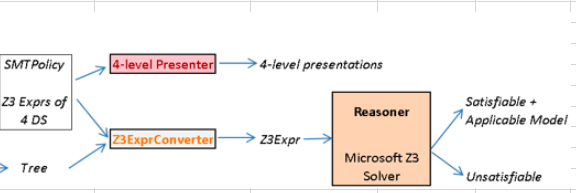 SMTPolicy
Z3 Exprs of
4 DS
4-level Presenter
4-level presentations
Z3ExprConverter
Z3Expr
Tree
Reasoner
Microsoft Z3
Solver
Satisfiable +
Applicable Model
Unsatisfiable